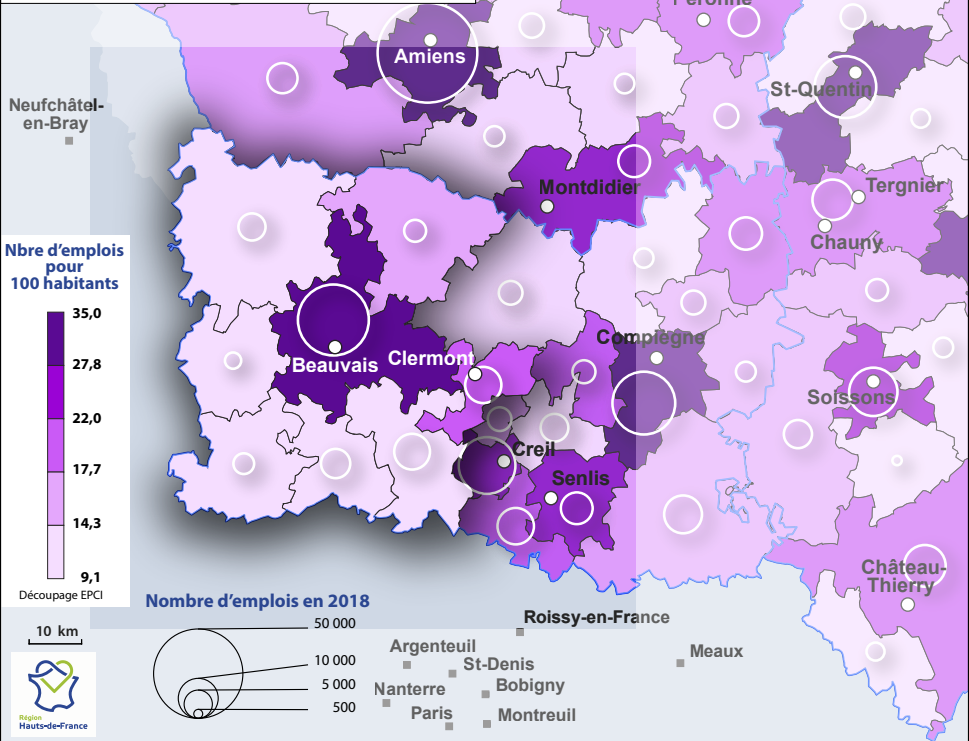 Péronne
Amiens
St-Quentin
Neufchâtel-
en-Bray
Montdidier
Tergnier
Chauny
Nbre d'emplois
pour
100 habitants
35,0
27,8
22,0
17,7
14,3
9,1
Découpage EPCI
Compiègne
Beauvais
Clermont
Soissons
Creil
Senlis
Château-
Thierry
Nombre d'emplois en 2018
50 000
10 000
5 000
500
10 km
Région
Hauts-de-France
Roissy-en-France
Argenteuil
St-Denis
Meaux
Nanterre
Bobigny
Paris
Montreuil